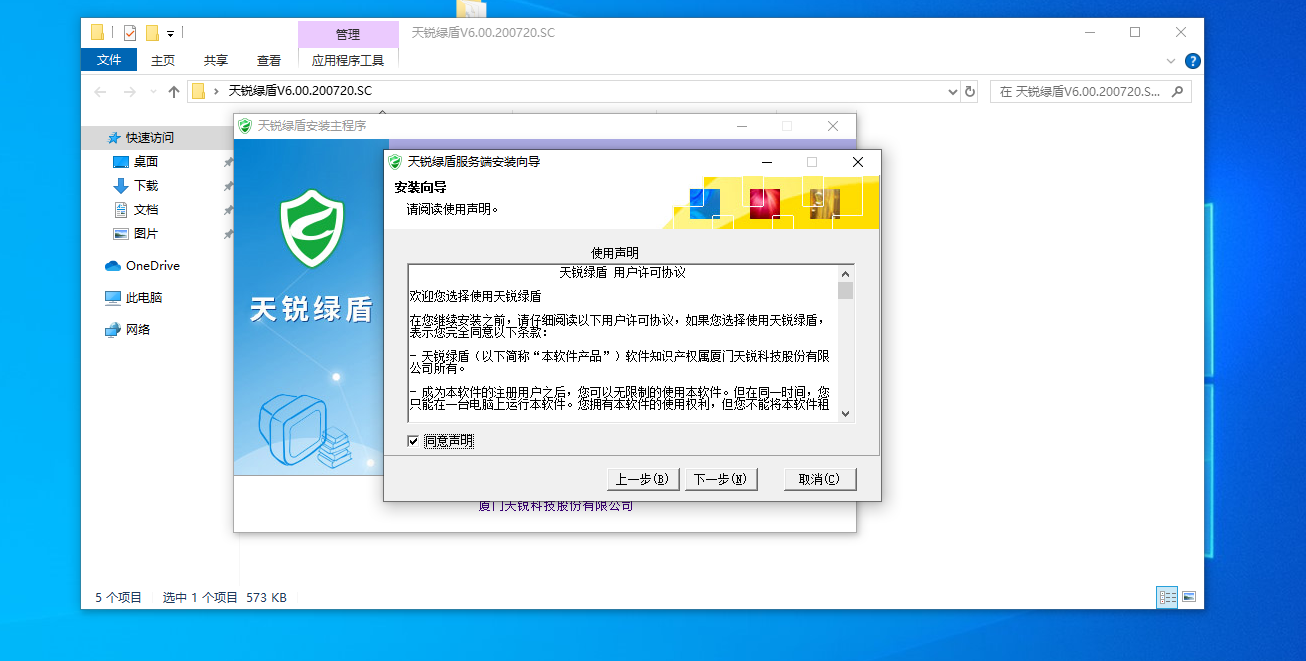 管理
天锐绿盾V6.00.200720.SC
文件
主页
共享
查看
应用程序工具
天锐绿盾V6.00.200720.SC
在 天锐绿盾V6.00.200720.S...
快速访问
桌面
下载
文档
图片
OneDrive
此电脑
网络
天锐绿盾安装主程序
天锐绿盾
天锐绿盾服务端安装向导
安装向导
请阅读使用声明。
使用声明
天锐绿盾 用户许可协议
欢迎您选择使用天锐绿盾
在您继续安装之前，请仔细阅读以下用户许可协议，如果您选择使用天锐绿盾，
表示您完全同意以下条款：
- 天锐绿盾（以下简称“本软件产品”）软件知识产权属厦门天锐科技股份有限
公司所有。
- 成为本软件的注册用户之后，您可以无限制的使用本软件。但在同一时间，您
只能在一台电脑上运行本软件。您拥有本软件的使用权利，但您不能将本软件租
同意声明
上一步(B)
下一步(N)
取消(C)
厦门天锐科技股份有限公司
5 个项目
选中 1 个项目 573 KB